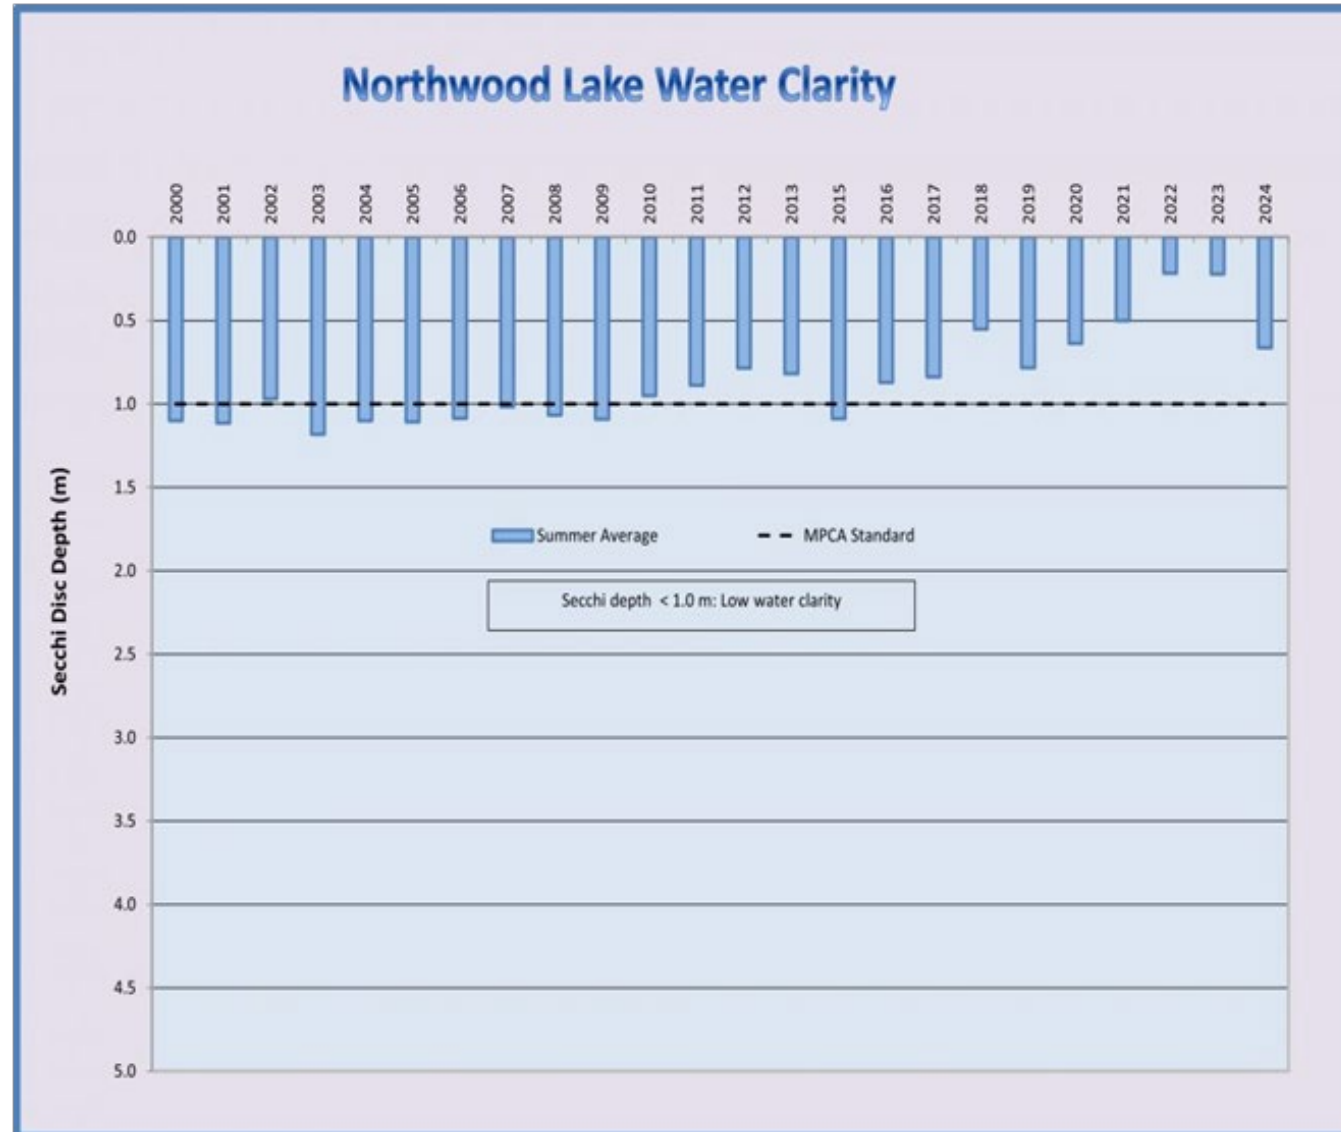 Northwood Lake Water Clarity
2000 2001 2002 2003 2004 2005 2006 2007 2008 2009 2010 2011 2012 2013 2015 2016 2017 2018 2019 2020 2021 2022 2023 2024
0.0
0.5
1.0
1.5
2.0
2.5
3.0
3.5
4.0
4.5
5.0
Secchi Disc Depth (m)
Summer Average MPCA Standard
Secchi depth < 1.0 m: Low water clarity